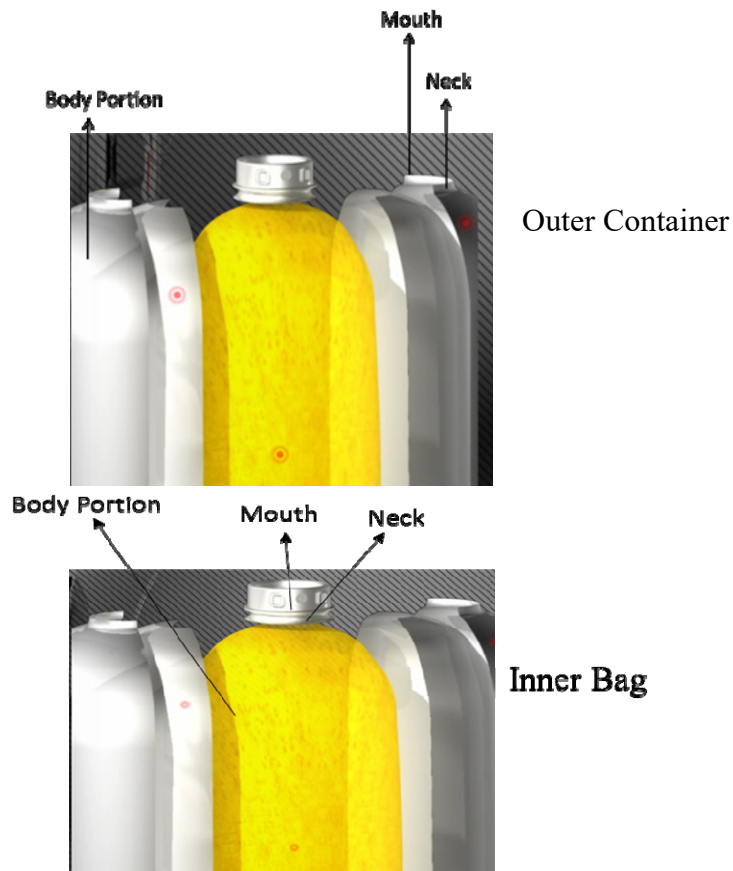 Mouth
Neck
Body Portion
Outer Container
Body Portion
Mouth
Neck
Inner Bag